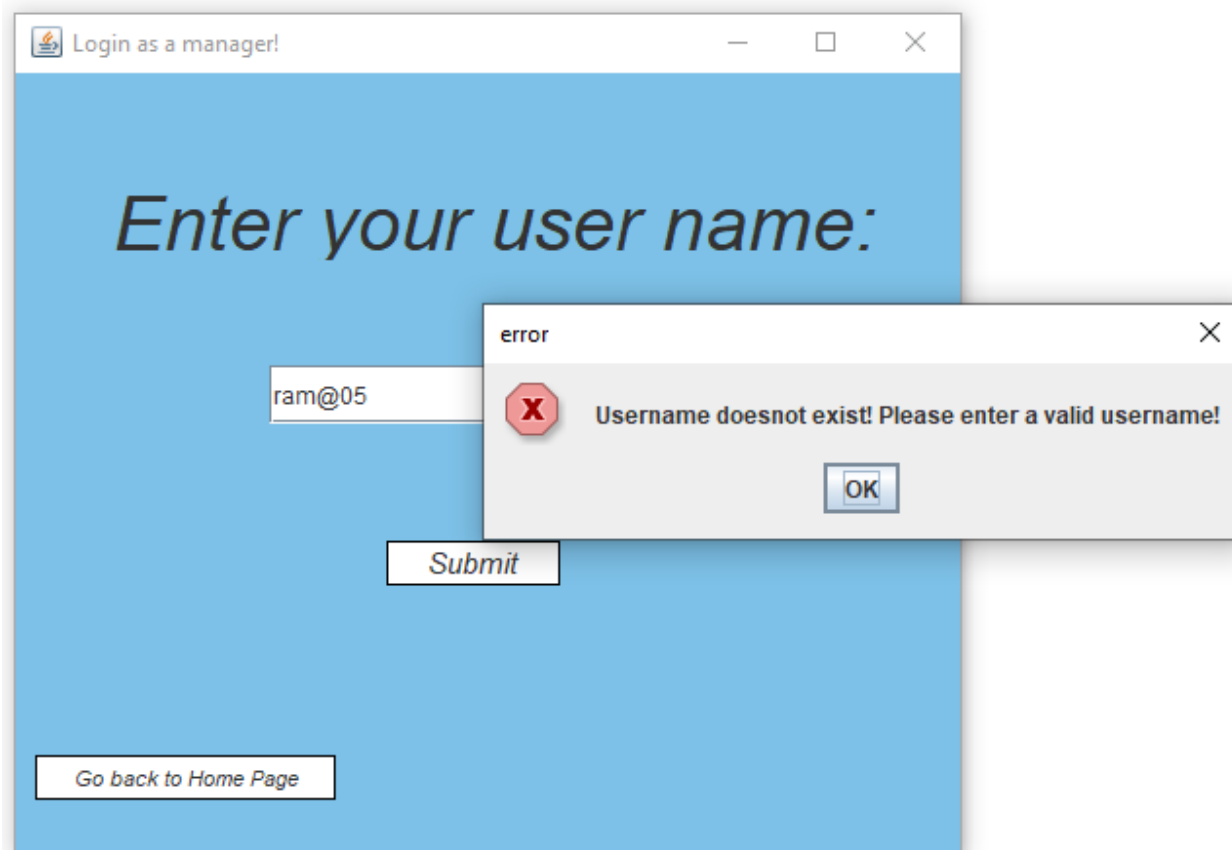 Login as a manager!
Enter your user name:
error
ram@05
Username doesnot exist! Please enter a valid username!
OK
Submit
Go back to Home Page